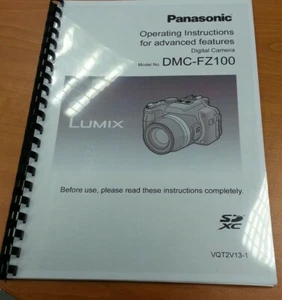 Panasonic
Operating Instructions
for advanced features
Digital Camera
Model No. DMC-FZ100
LUMIX
Before use, please read these instructions completely.
SD
XC
VQT2V13-1